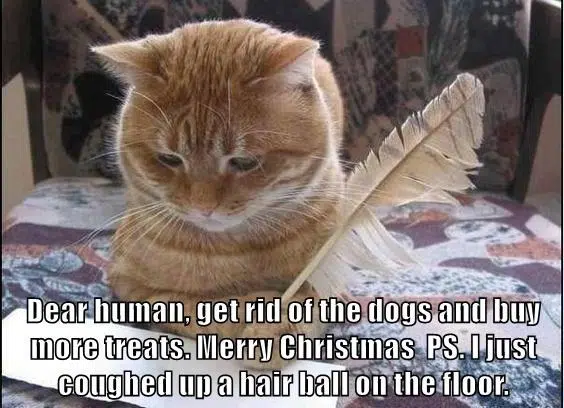 Dear human, get rid of the dogs and buy
more treats. Merry Christmas  PS. I just
coughed up a hair ball on the floor.